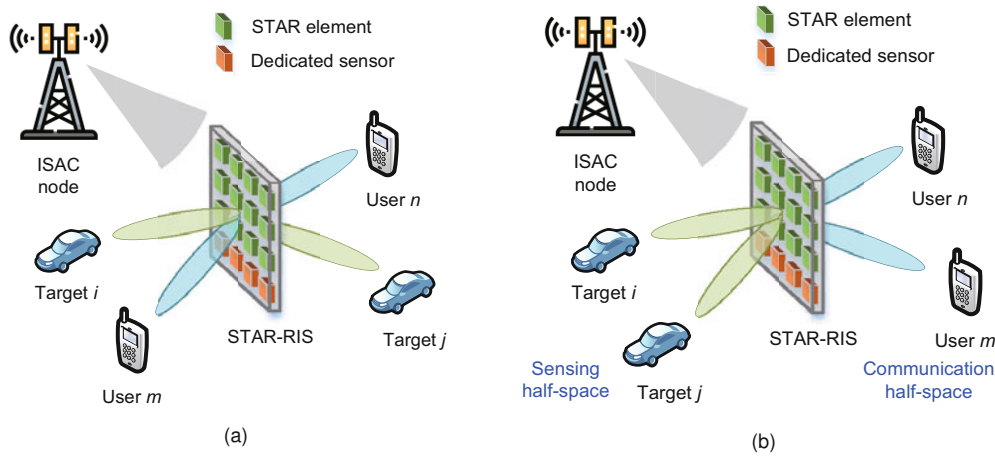 STAR element
Dedicated sensor
ISAC
node
User n
Target i
STAR-RIS
Target j
User m
(a)
STAR element
Dedicated sensor
ISAC
node
User n
Target i
STAR-RIS
User m
Sensing
half-space
Target j
Communication
half-space
(b)